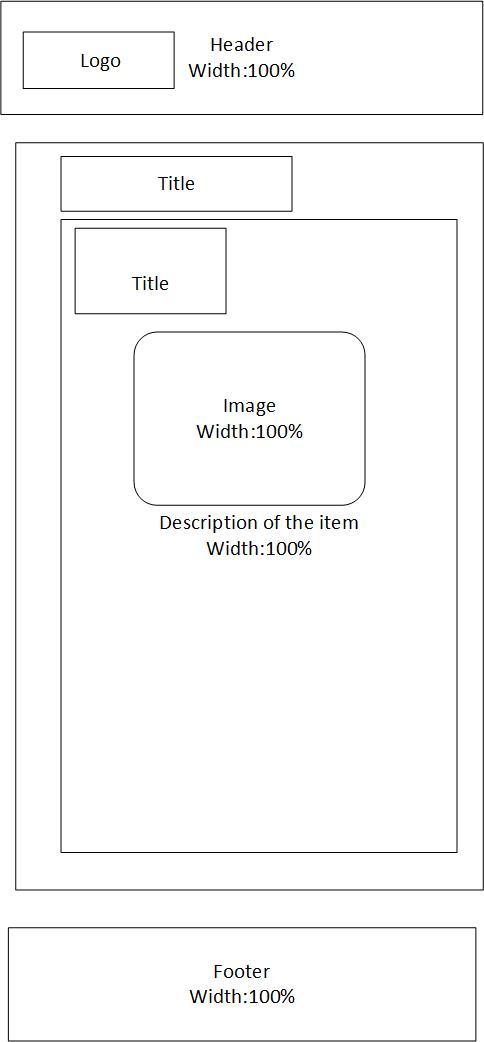 Logo
Header
Width:100%
Title
Title
Image
Width:100%
Description of the item
Width:100%
Footer
Width:100%